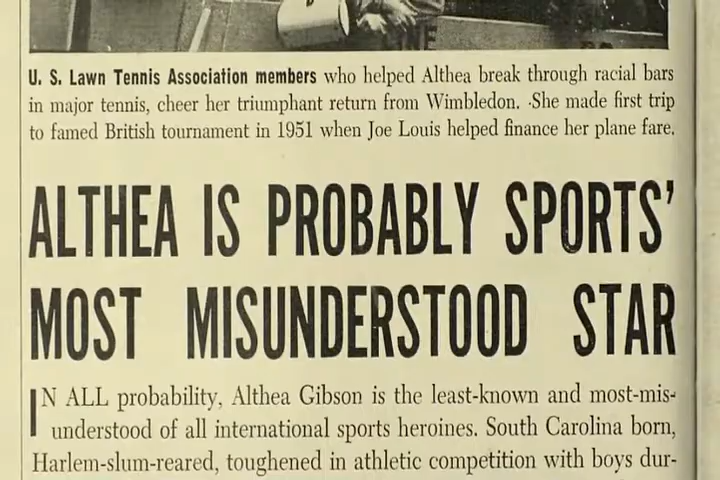 U. S. Lawn Tennis Association members who helped Althea break through racial bars
in major tennis, cheer her triumphant return from Wimbledon. She made first trip
to famed British tournament in 1951 when Joe Louis helped finance her plane fare.
ALTHEA IS PROBABLY SPORTS'
MOST MISUNDERSTOOD STAR
IN ALL probability, Althea Gibson is the least-known and most-mis-
understood of all international sports heroines. South Carolina born,
Harlem-slum-reared, toughened in athletic competition with boys dur-